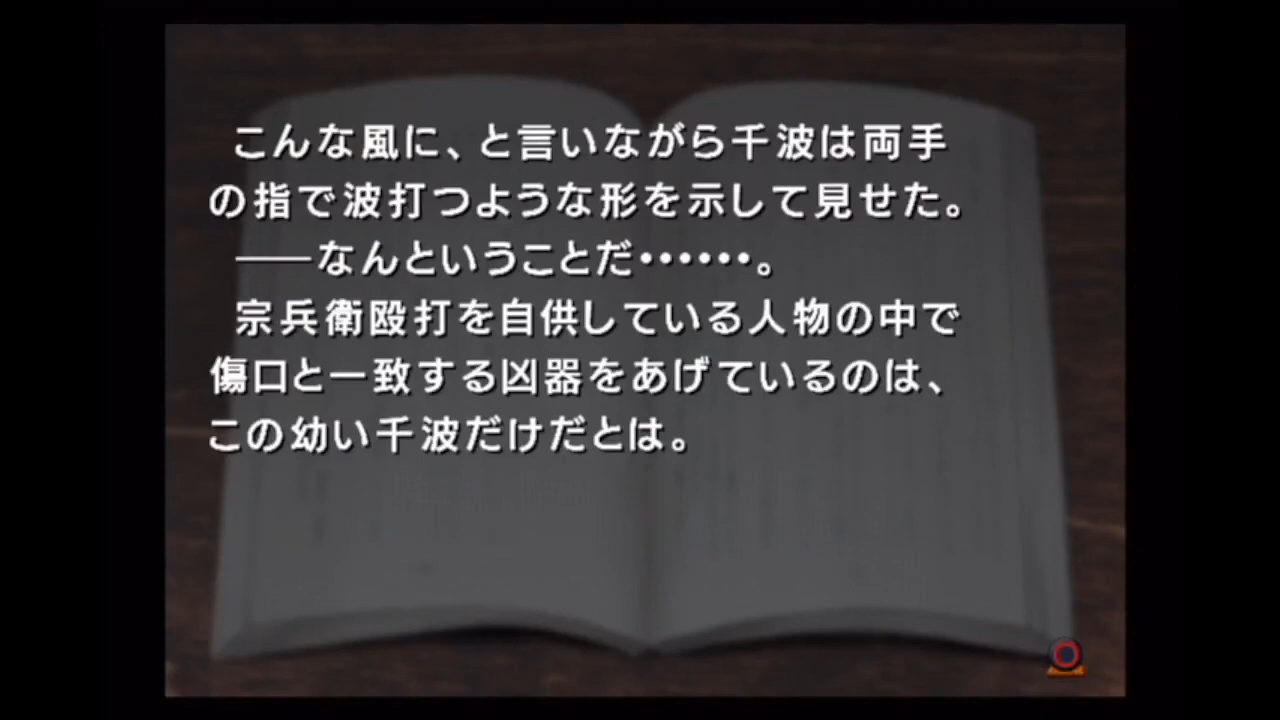 こんな風に、と言いながら千波は両手
の指で波打つような形を示して見せた。
――なんということだ・・・・・・。
宗兵衛殴打を自供している人物の中で
傷口と一致する凶器をあげているのは、
この幼い千波だけだとは。